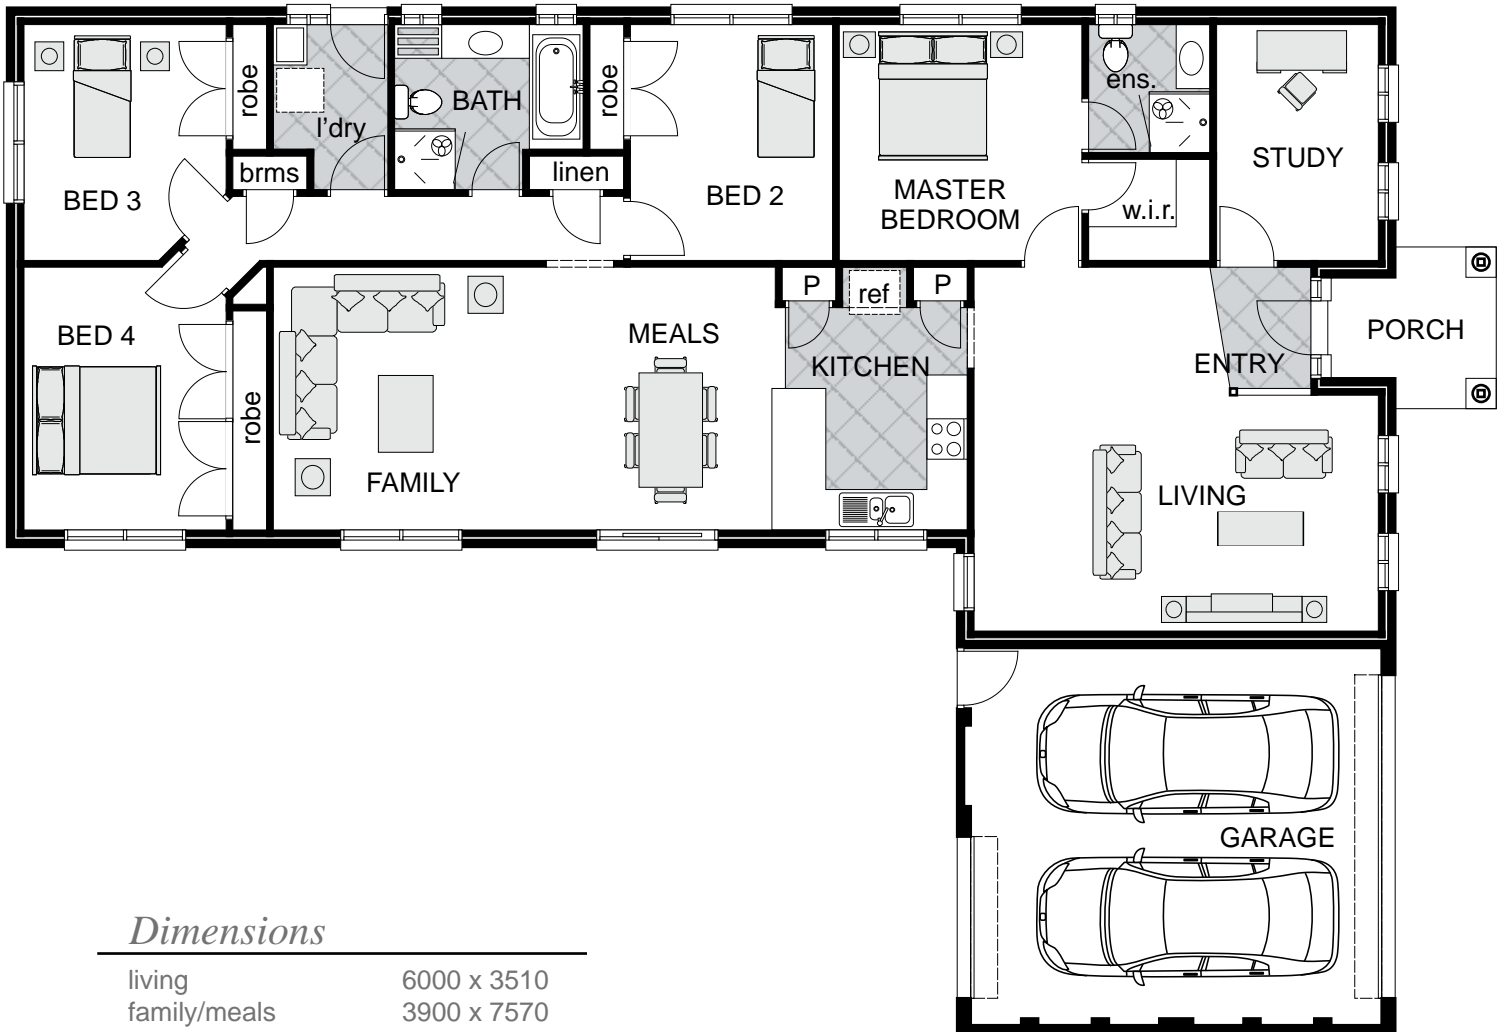 robe
l'dry
BATH
robe
ens.
STUDY
brms
linen
BED 3
BED 2
MASTER
BEDROOM
w.i.r.
P
ref
P
BED 4
MEALS
KITCHEN
ENTRY
PORCH
robe
FAMILY
LIVING
GARAGE
Dimensions
living 6000 x 3510
family/meals 3900 x 7570